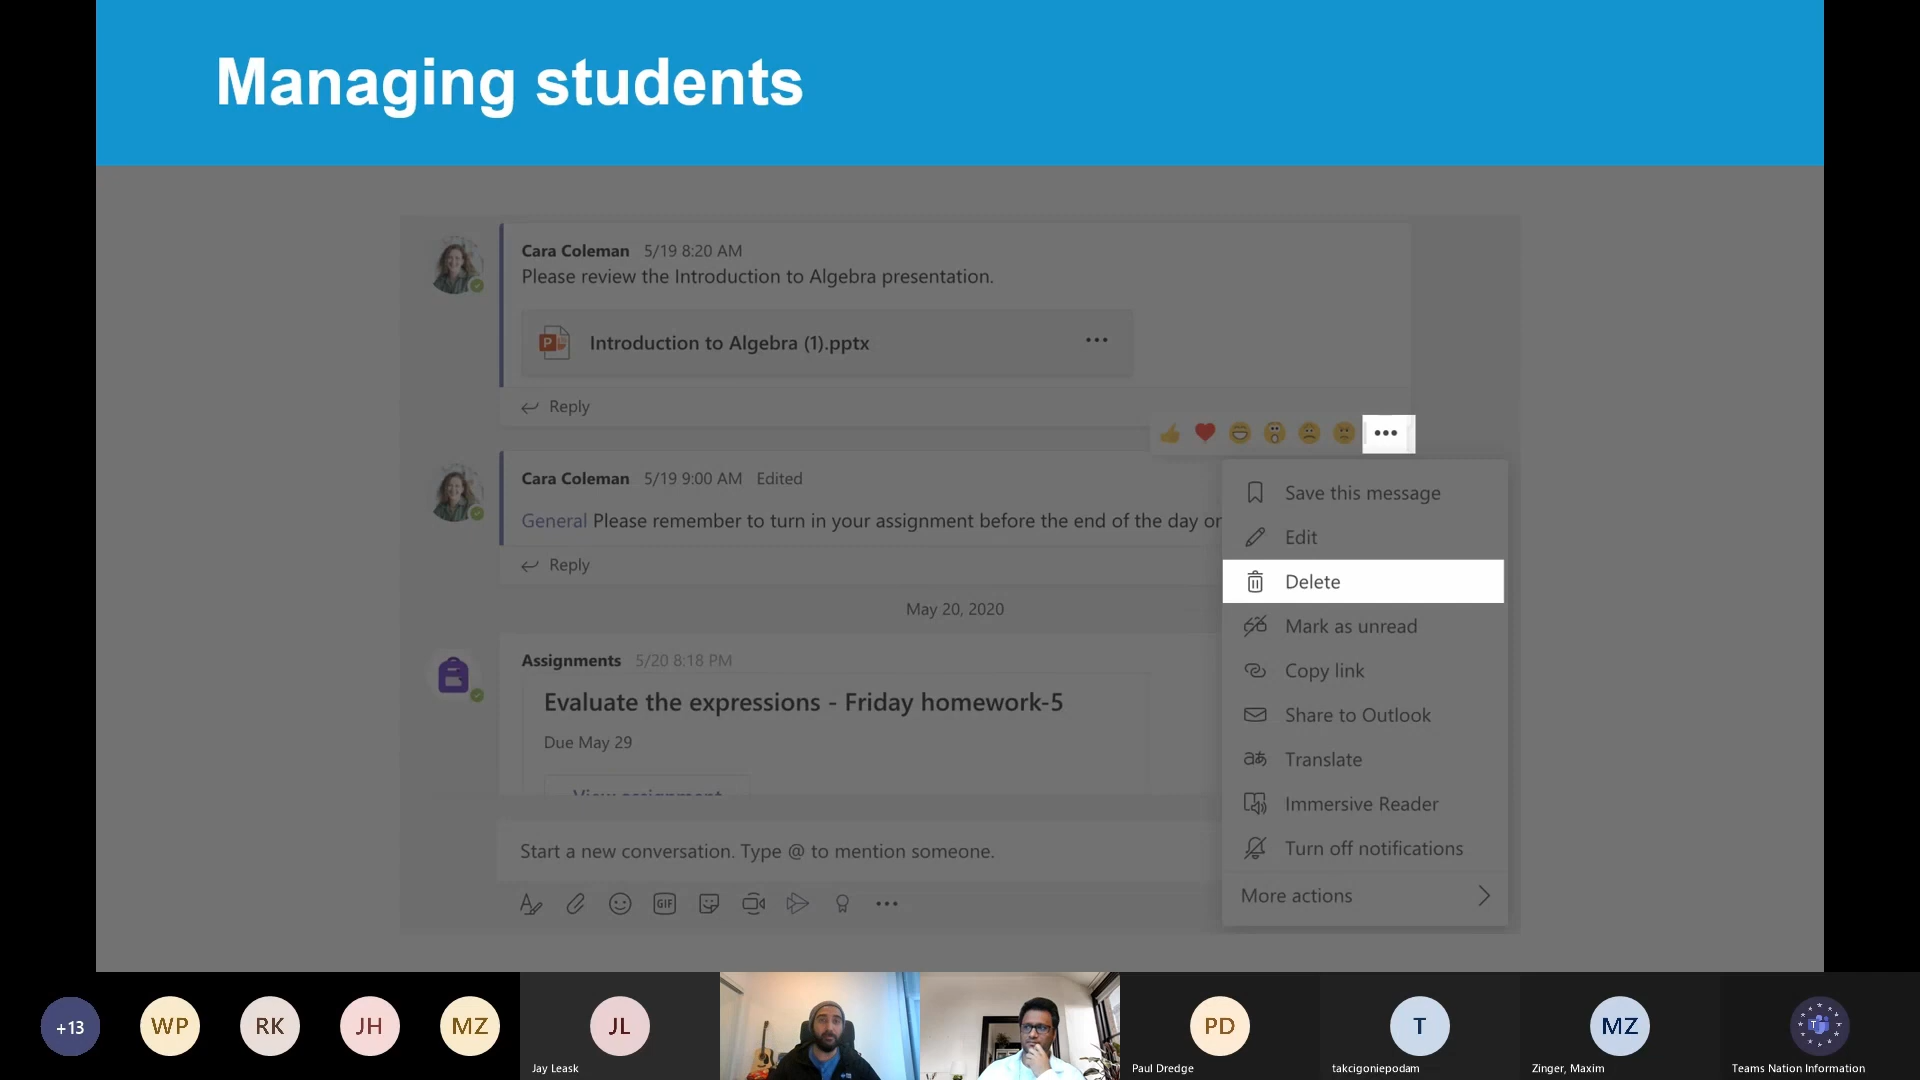 Managing students
Cara Coleman 5/19 8:20 AM
Please review the Introduction to Algebra presentation.
Introduction to Algebra (1).pptx
Reply
Cara Coleman 5/19 9:00 AM Edited
General Please remember to turn in your assignment before the end of the day or
Reply
May 20, 2020
Assignments 5/20 8:18 PM
Evaluate the expressions - Friday homework-5
Due May 29
View assignment
Start a new conversation. Type @ to mention someone.
GIF
Save this message
Edit
Delete
Mark as unread
Copy link
Share to Outlook
Translate
Immersive Reader
Turn off notifications
More actions
+13
WP
RK
JH
MZ
JL
Jay Leask
PD
Paul Dredge
T
takcigoniepodam
MZ
Zinger, Maxim
Teams Nation Information